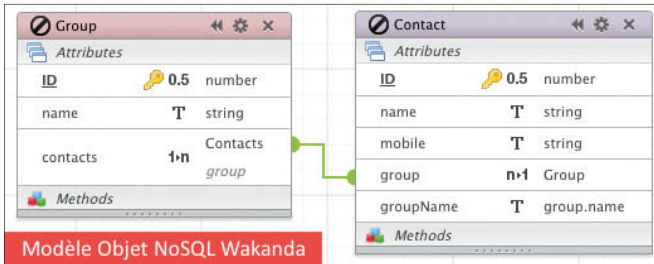 Group
Attributes
ID 0.5 number
name T string
contacts 1▸n Contacts
group
Methods
Contact
Attributes
ID 0.5 number
name T string
mobile T string
group n▸1 Group
groupName T group.name
Methods
Modèle Objet NoSQL Wakanda